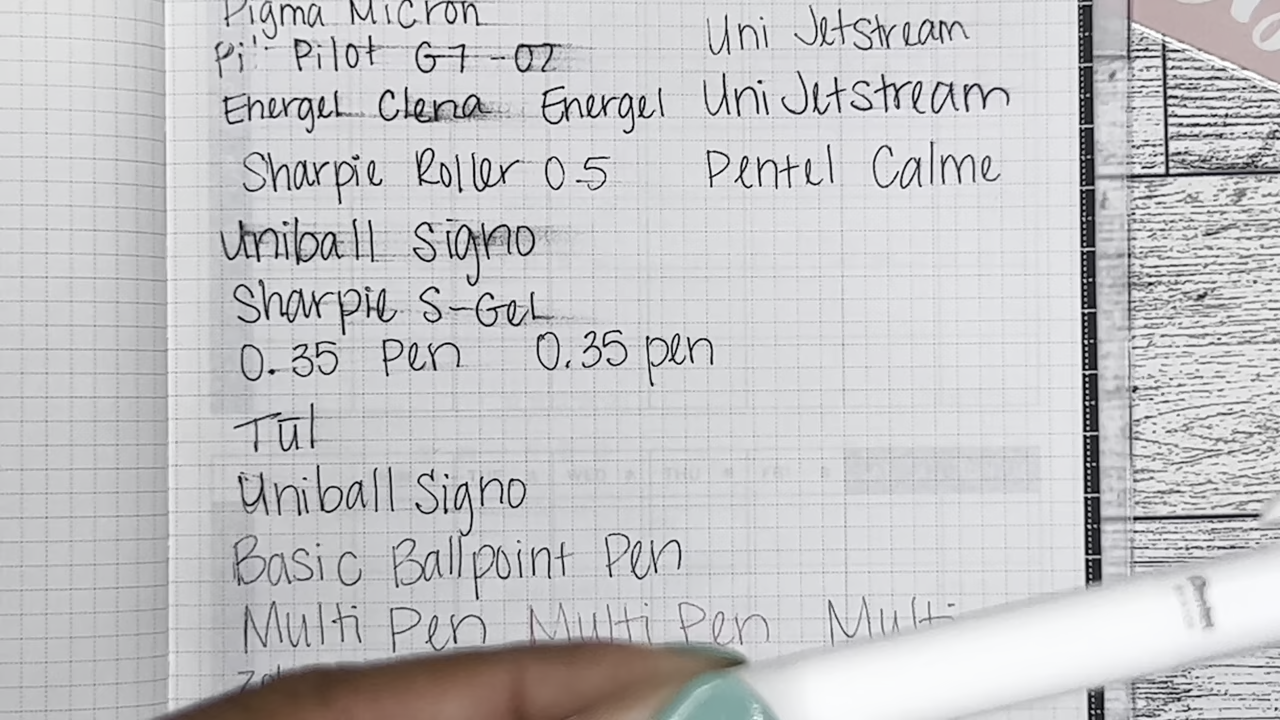 Pigma Micron
Pi Pilot G7-02 Uni Jetstream
Energel Clena Energel Uni Jetstream
Sharpie Roller 0.5 Pentel Calme
Uniball Signo
Sharpie S-Gel
0.35 Pen 0.35 pen
Tūl
Uniball Signo
Basic Ballpoint Pen
Multi Pen Multi Pen Multi